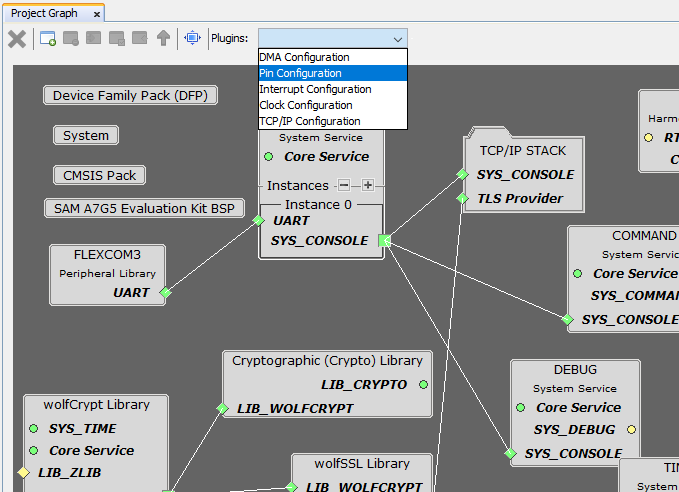 Project Graph
Plugins:
DMA Configuration
Pin Configuration
Interrupt Configuration
Clock Configuration
TCP/IP Configuration
Device Family Pack (DFP)
System
CMSIS Pack
SAM A7G5 Evaluation Kit BSP
System Service
Core Service
Instances
Instance 0
UART
SYS_CONSOLE
FLEXCOM3
Peripheral Library
UART
TCP/IP STACK
SYS_CONSOLE
TLS Provider
Harmo
RT
C
COMMAND
System Servic
Core Service
SYS_COMMA
SYS_CONSOLE
Cryptographic (Crypto) Library
LIB_CRYPTO
LIB_WOLFCRYPT
DEBUG
System Service
Core Service
SYS_DEBUG
SYS_CONSOLE
wolfCrypt Library
SYS_TIME
Core Service
LIB_ZLIB
wolfSSL Library
LIB_WOLFCRYPT
TIM
System